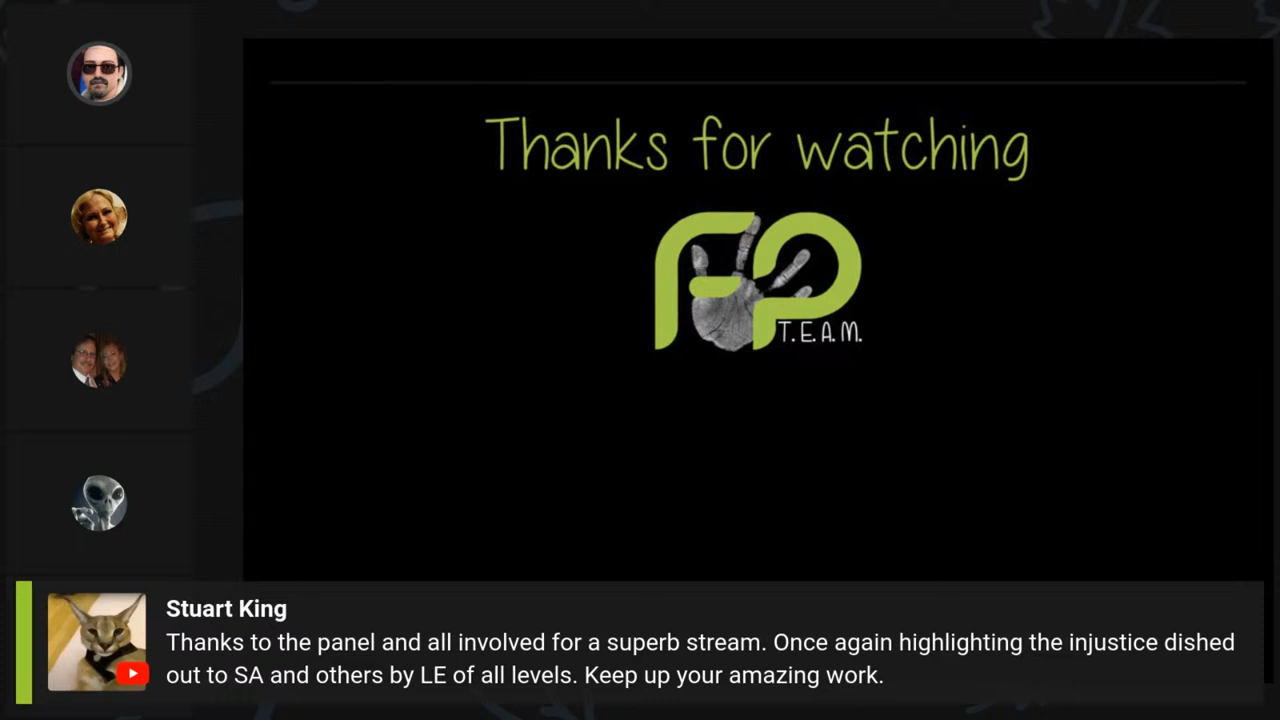 Thanks for watching
FP
T.E.A.M.
Stuart King
Thanks to the panel and all involved for a superb stream. Once again highlighting the injustice dished
out to SA and others by LE of all levels. Keep up your amazing work.